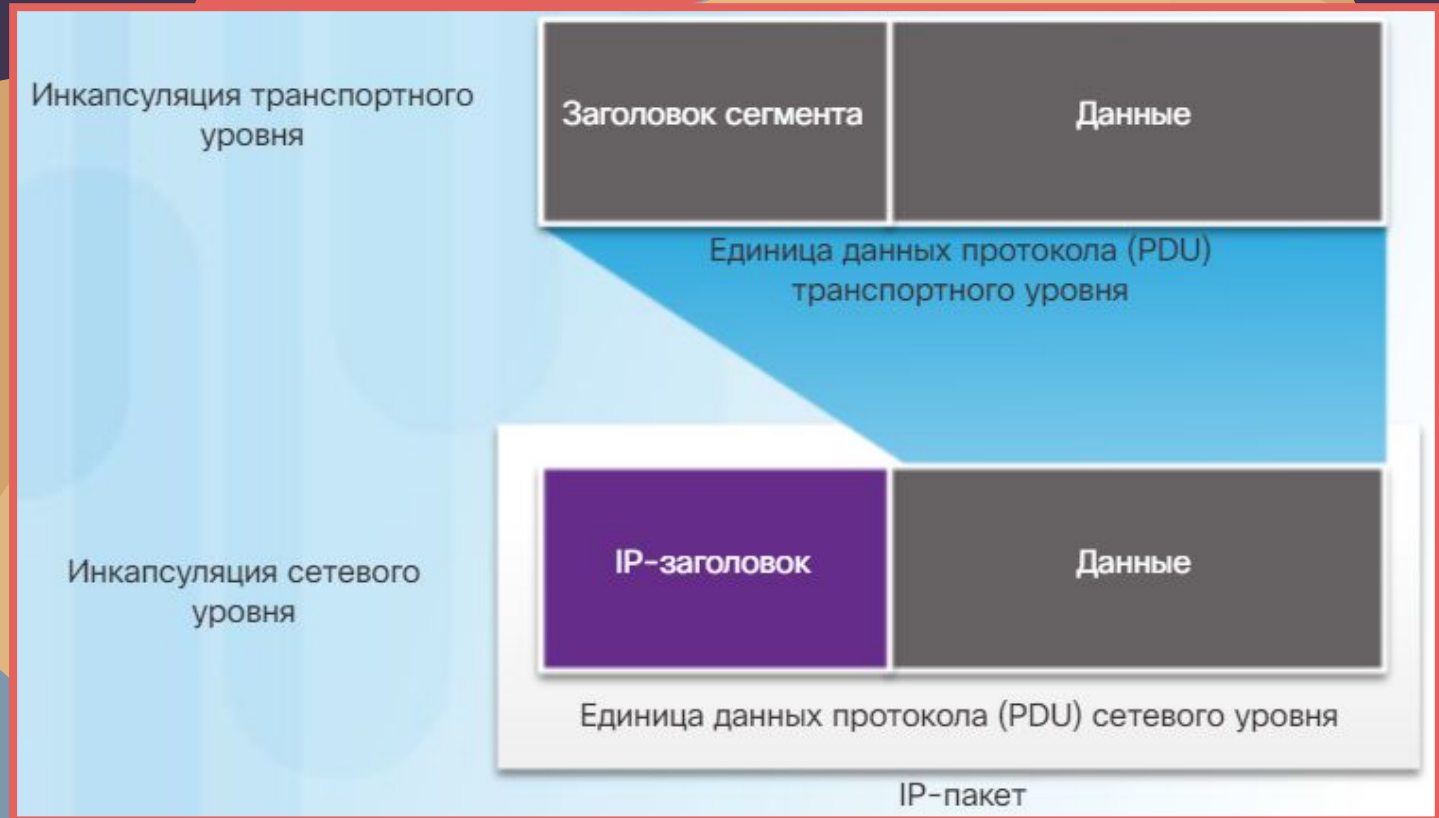 Инкапсуляция транспортного
уровня
Заголовок сегмента
Данные
Единица данных протокола (PDU)
транспортного уровня
Инкапсуляция сетевого
уровня
IP-заголовок
Данные
Единица данных протокола (PDU) сетевого уровня
IP-пакет